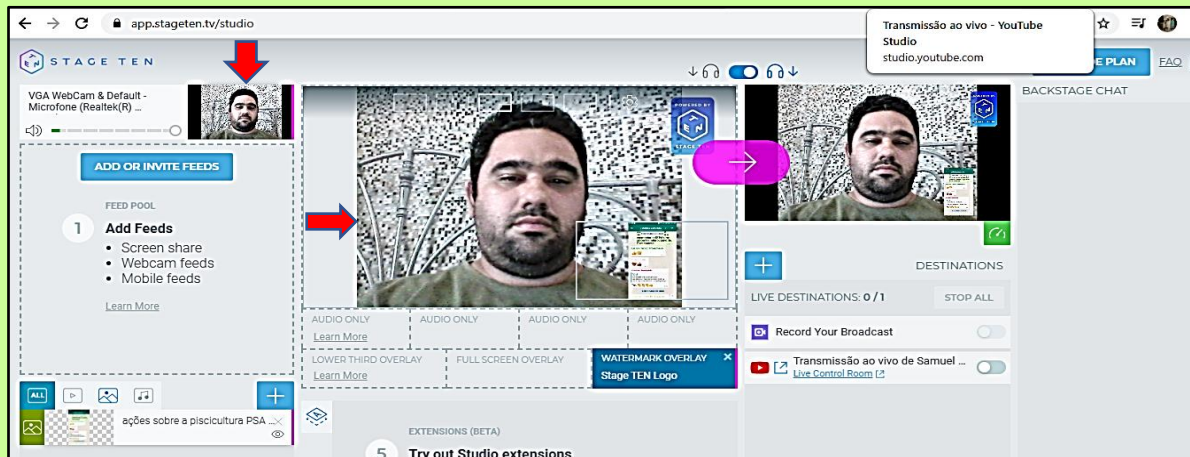 app.stageten.tv/studio
Transmissão ao vivo - YouTube
Studio
studio.youtube.com
STAGE TEN
E PLAN
FAQ
VGA WebCam & Default -
Microfone (Realtek(R) ...
ADD OR INVITE FEEDS
FEED POOL
1
Add Feeds
Screen share
Webcam feeds
Mobile feeds
Learn More
ALL
ações sobre a piscicultura PSA ...
POWERED BY
STAGE TEN
AUDIO ONLY
Learn More
AUDIO ONLY
AUDIO ONLY
AUDIO ONLY
LOWER THIRD OVERLAY
Learn More
FULL SCREEN OVERLAY
WATERMARK OVERLAY
Stage TEN Logo
EXTENSIONS (BETA)
5
Try out Studio extensions
DESTINATIONS
LIVE DESTINATIONS: 0 / 1
STOP ALL
Record Your Broadcast
Transmissão ao vivo de Samuel ...
Live Control Room
BACKSTAGE CHAT